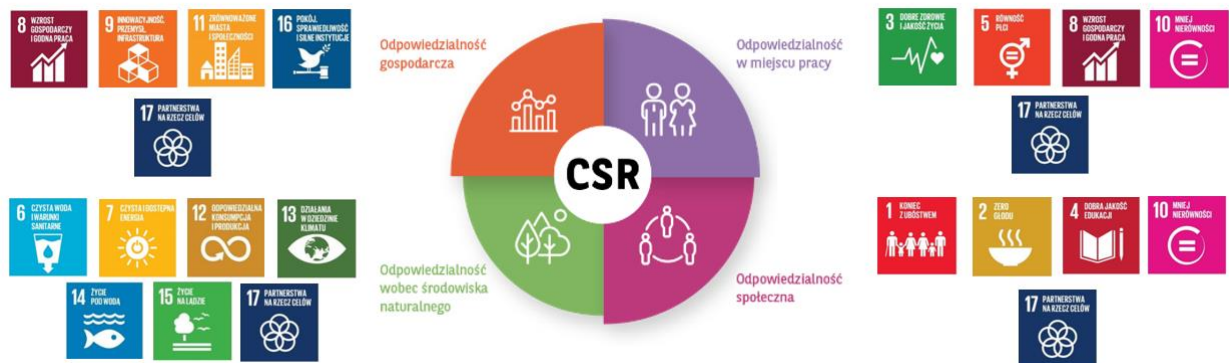 8 WZROST
GOSPODARCZY
I GODNA PRACA
9 INNOWACYJNOŚĆ,
PRZEMYSŁ,
INFRASTRUKTURA
11 ZRÓWNOWAŻONE
MIASTA
I SPOŁECZNOŚCI
16 POKÓJ,
SPRAWIEDLIWOŚĆ
I SILNE INSTYTUCJE
17 PARTNERSTWA
NA RZECZ CELÓW
Odpowiedzialność
gospodarcza
Odpowiedzialność
w miejscu pracy
3 DOBRE ZDROWIE
I JAKOŚĆ ŻYCIA
5 RÓWNOŚĆ
PŁCI
8 WZROST
GOSPODARCZY
I GODNA PRACA
10 MNIEJ
NIERÓWNOŚCI
17 PARTNERSTWA
NA RZECZ CELÓW
CSR
6 CZYSTA WODA
I WARUNKI
SANITARNE
7 CZYSTA I DOSTĘPNA
ENERGIA
12 ODPOWIEDZIALNA
KONSUMPCJA
I PRODUKCJA
13 DZIAŁANIA
W DZIEDZINIE
KLIMATU
14 ŻYCIE
POD WODĄ
15 ŻYCIE
NA LĄDZIE
17 PARTNERSTWA
NA RZECZ CELÓW
Odpowiedzialność
wobec środowiska
naturalnego
Odpowiedzialność
społeczna
1 KONIEC
Z UBÓSTWEM
2 ZERO
GŁODU
4 DOBRA JAKOŚĆ
EDUKACJI
10 MNIEJ
NIERÓWNOŚCI
17 PARTNERSTWA
NA RZECZ CELÓW